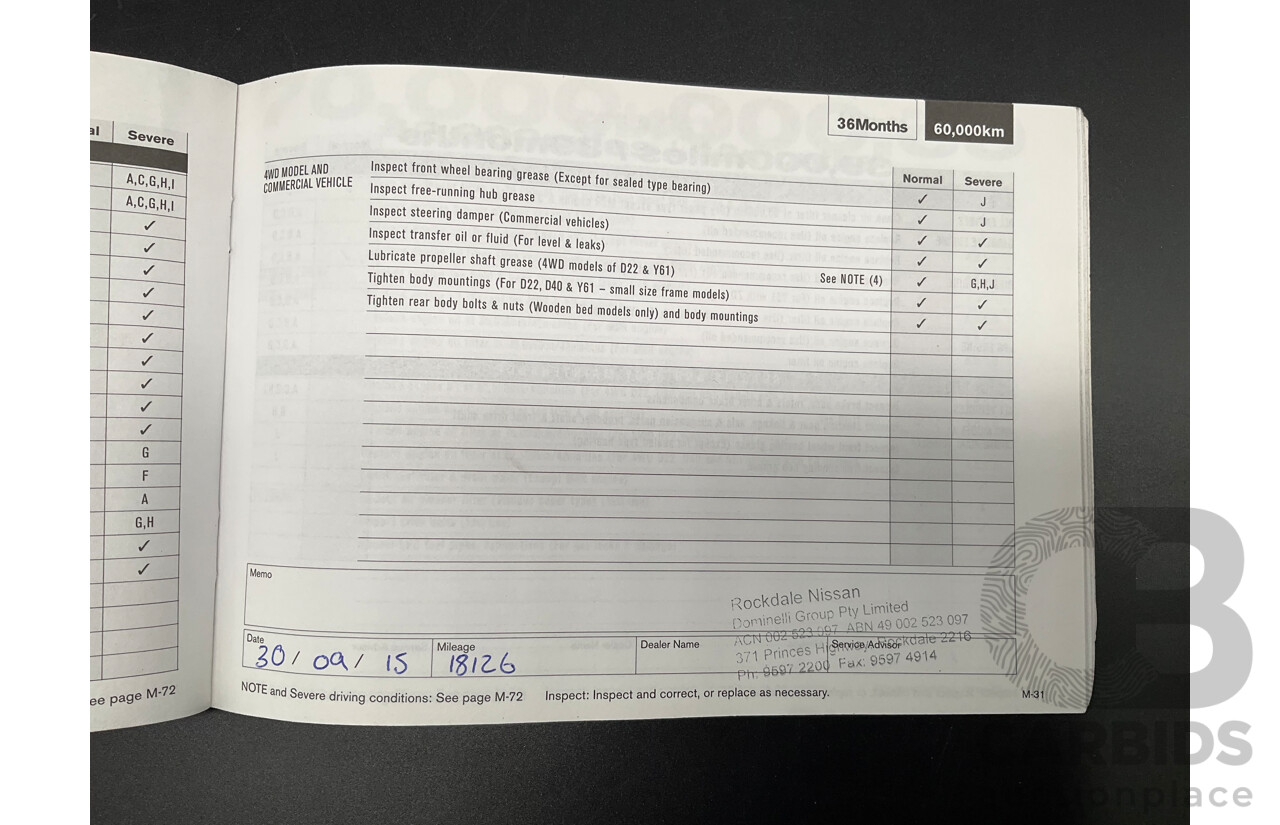 al Severe
A,C,G,H,I
A,C,G,H,I
✓
✓
✓
✓
✓
✓
✓
✓
✓
✓
G
F
A
G,H
✓
✓
ee page M-72
36Months 60,000km
Normal Severe
4WD MODEL AND
COMMERCIAL VEHICLE
Inspect front wheel bearing grease (Except for sealed type bearing) ✓ J
Inspect free-running hub grease ✓ J
Inspect steering damper (Commercial vehicles) ✓ ✓
Inspect transfer oil or fluid (For level & leaks) ✓ ✓
Lubricate propeller shaft grease (4WD models of D22 & Y61) See NOTE (4) ✓ G,H,J
Tighten body mountings (For D22, D40 & Y61 – small size frame models) ✓ ✓
Tighten rear body bolts & nuts (Wooden bed models only) and body mountings ✓ ✓
Memo
Rockdale Nissan
Dominelli Group Pty Limited
ACN 002 523 097 ABN 49 002 523 097
371 Princes Highway Rockdale 2216
Ph: 9597 2200 Fax: 9597 4914
Date 30/09/15 Mileage 18126 Dealer Name Service Advisor
NOTE and Severe driving conditions: See page M-72 Inspect: Inspect and correct, or replace as necessary. M-31
CB
CARBIDS